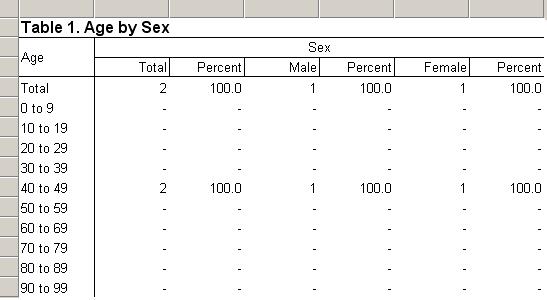 Table 1. Age by Sex
Sex
Age
Total Percent Male Percent Female Percent
Total 2 100.0 1 100.0 1 100.0
0 to 9 - - - - - -
10 to 19 - - - - - -
20 to 29 - - - - - -
30 to 39 - - - - - -
40 to 49 2 100.0 1 100.0 1 100.0
50 to 59 - - - - - -
60 to 69 - - - - - -
70 to 79 - - - - - -
80 to 89 - - - - - -
90 to 99 - - - - - -